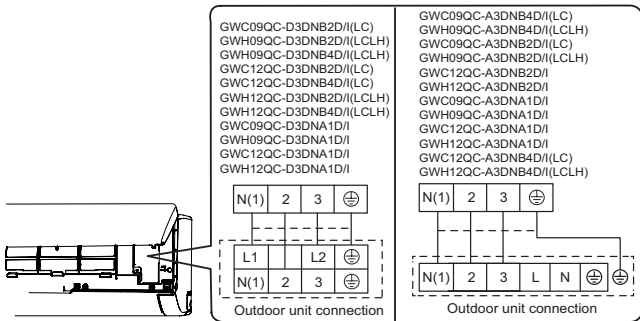 GWC09QC-D3DNB2D/I(LC)
GWH09QC-D3DNB2D/I(LCLH)
GWH09QC-D3DNB4D/I(LCLH)
GWC12QC-D3DNB2D/I(LC)
GWC12QC-D3DNB4D/I(LC)
GWH12QC-D3DNB2D/I(LCLH)
GWH12QC-D3DNB4D/I(LCLH)
GWC09QC-D3DNA1D/I
GWH09QC-D3DNA1D/I
GWC12QC-D3DNA1D/I
GWH12QC-D3DNA1D/I
N(1) 2 3
L1 L2
N(1) 2 3
Outdoor unit connection
GWC09QC-A3DNB4D/I(LC)
GWH09QC-A3DNB4D/I(LCLH)
GWC09QC-A3DNB2D/I(LC)
GWH09QC-A3DNB2D/I(LCLH)
GWC12QC-A3DNB2D/I
GWH12QC-A3DNB2D/I
GWC09QC-A3DNA1D/I
GWH09QC-A3DNA1D/I
GWC12QC-A3DNA1D/I
GWH12QC-A3DNA1D/I
GWC12QC-A3DNB4D/I(LC)
GWH12QC-A3DNB4D/I(LCLH)
N(1) 2 3
N(1) 2 3 L N
Outdoor unit connection